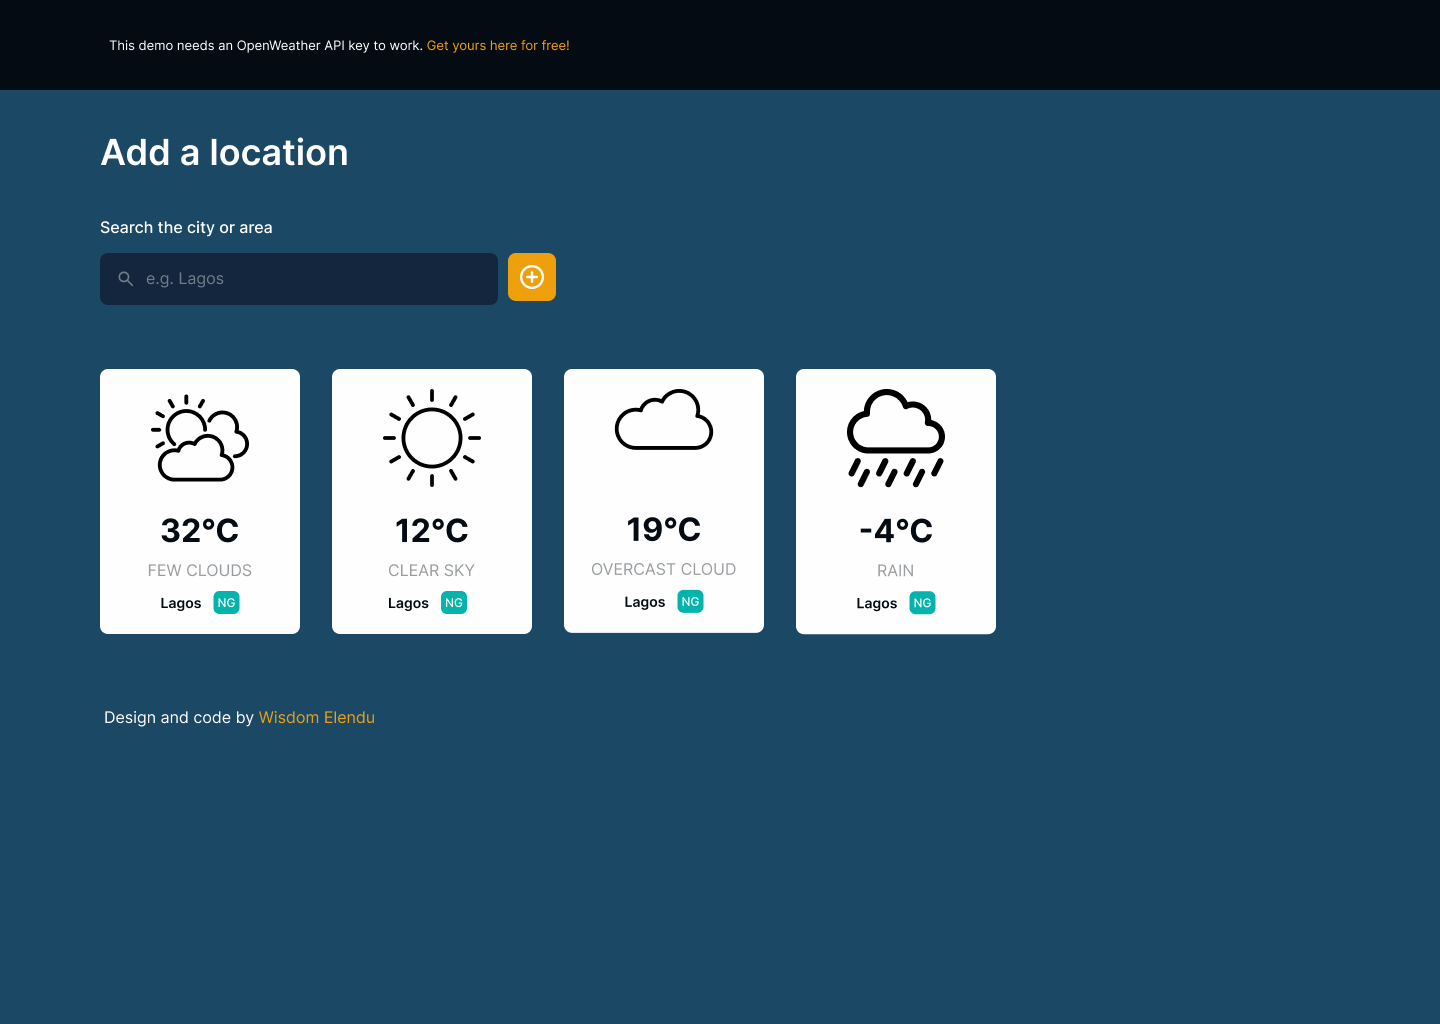 This demo needs an OpenWeather API key to work. Get yours here for free!
Add a location
Search the city or area
e.g. Lagos
32°C
FEW CLOUDS
Lagos NG
12°C
CLEAR SKY
Lagos NG
19°C
OVERCAST CLOUD
Lagos NG
-4°C
RAIN
Lagos NG
Design and code by Wisdom Elendu